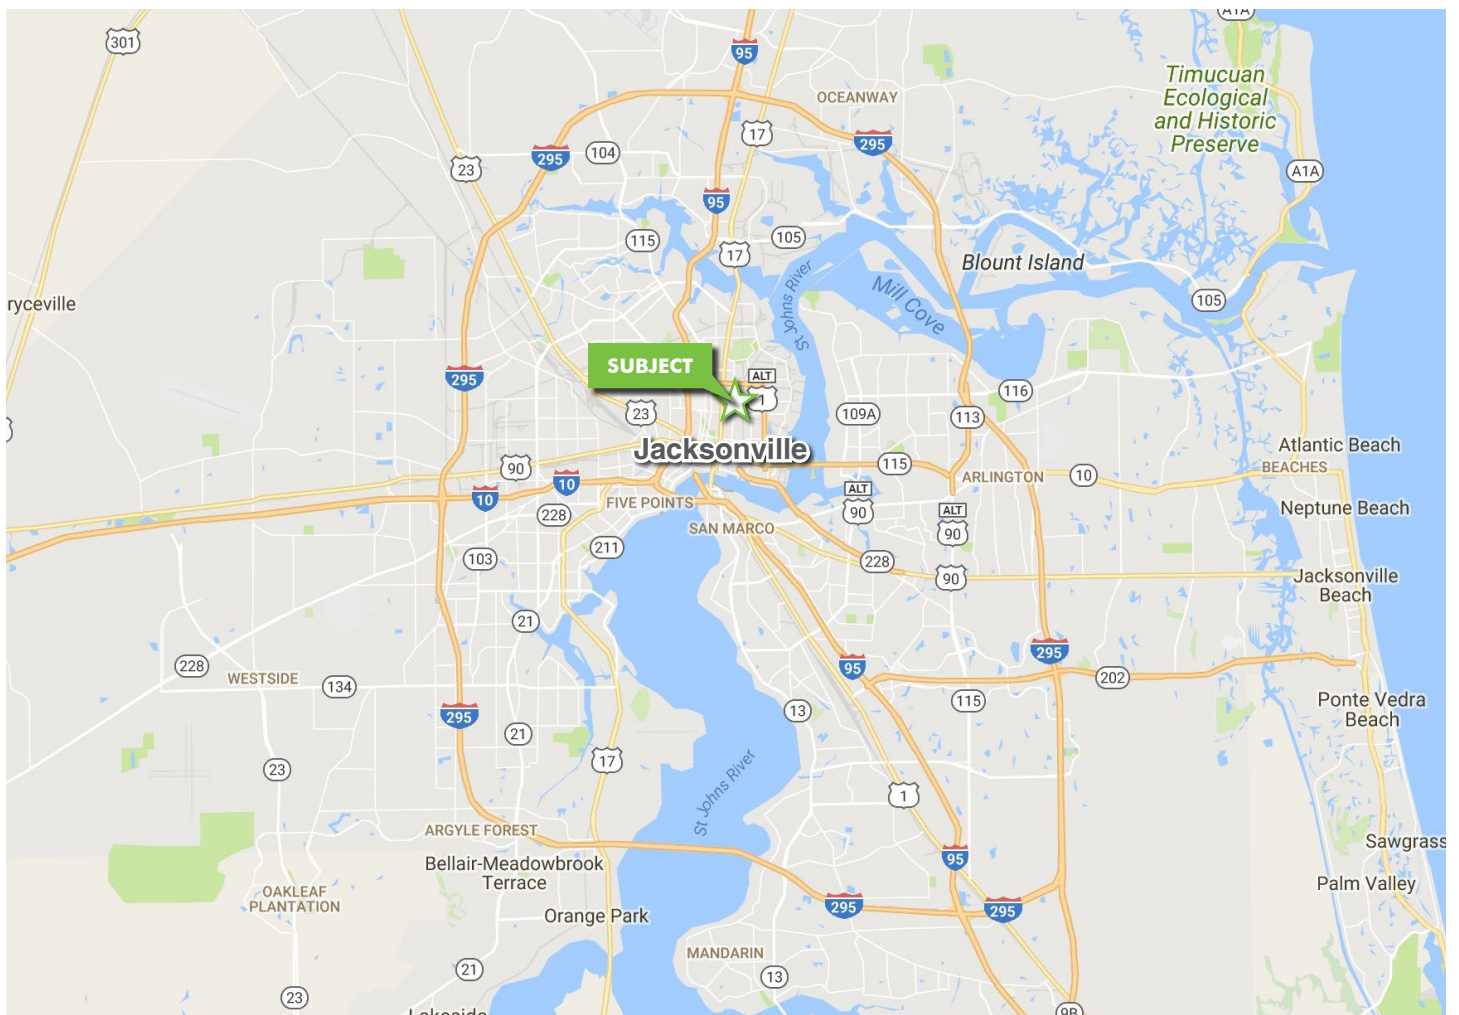 A1A
301
95
Timucuan
Ecological
and Historic
Preserve
OCEANWAY
17
295
104
295
23
A1A
95
115
105
17
Blount Island
St Johns River
Mill Cove
ryceville
105
SUBJECT
295
ALT
1
116
23
109A
113
Jacksonville
Atlantic Beach
BEACHES
90
115
ARLINGTON
10
10
10
ALT
90
FIVE POINTS
228
Neptune Beach
SAN MARCO
ALT
90
211
103
228
90
Jacksonville
Beach
21
295
228
95
WESTSIDE
134
202
115
Ponte Vedra
Beach
295
13
21
17
23
St Johns River
1
ARGYLE FOREST
Sawgrass
95
Bellair-Meadowbrook
Terrace
Palm Valley
OAKLEAF
PLANTATION
295
295
Orange Park
MANDARIN
21
13
23
9B
Lakeside